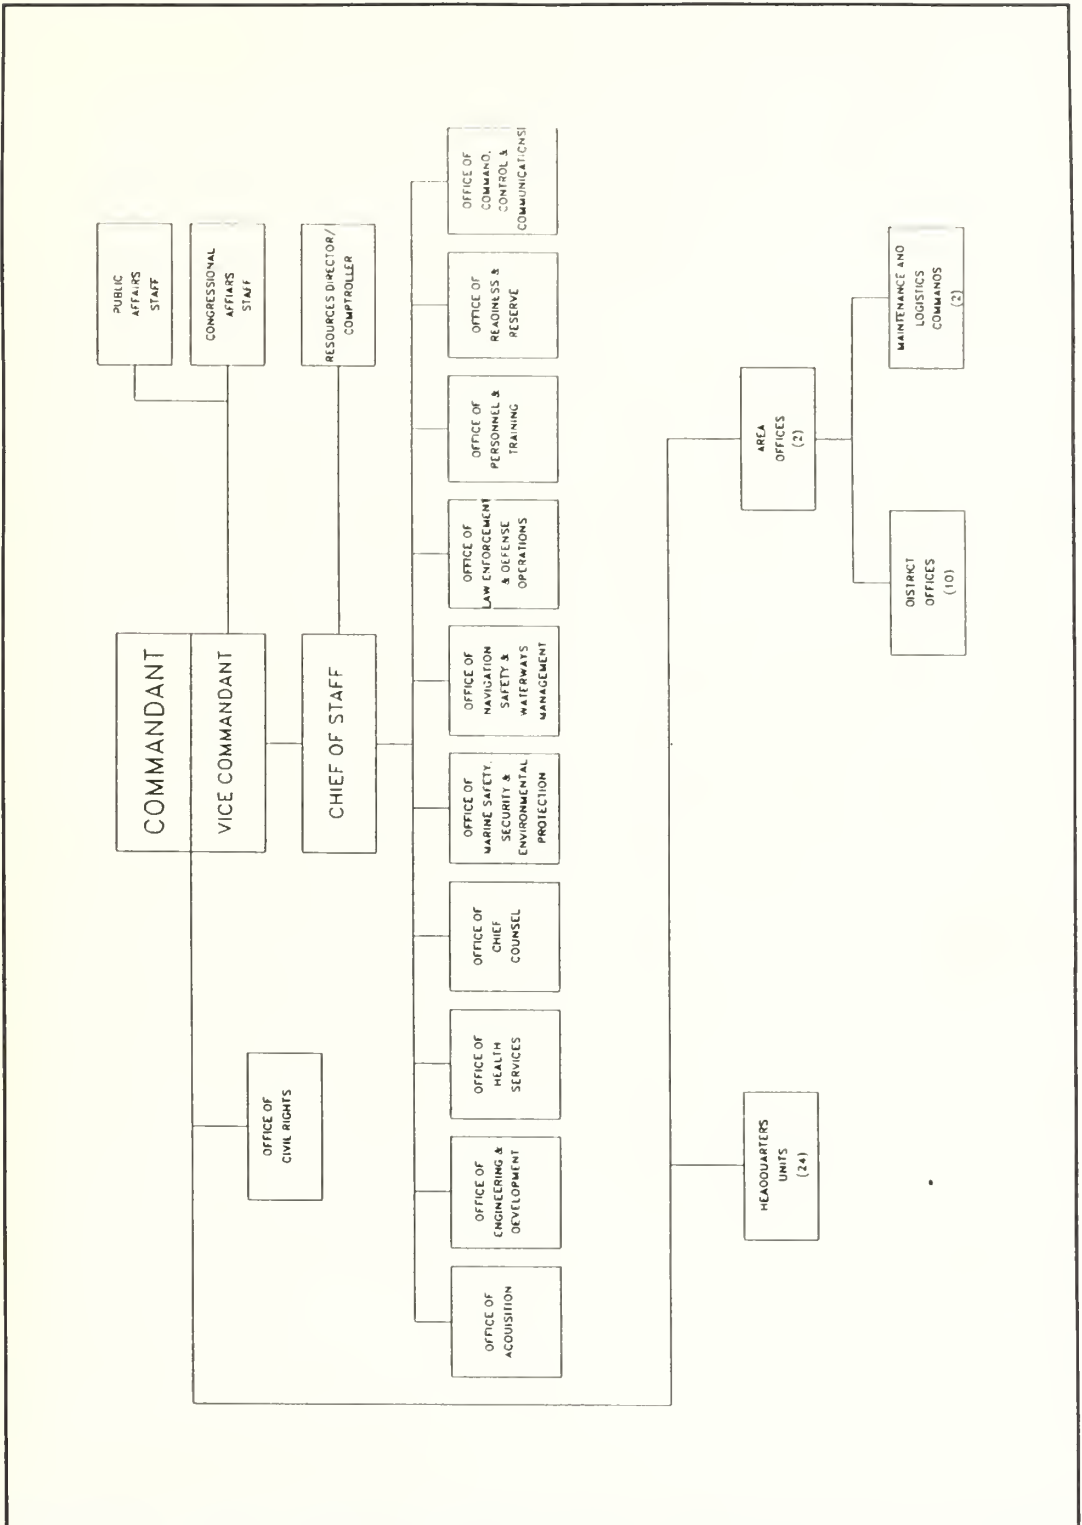 COMMANDANT
VICE COMMANDANT
PUBLIC
AFFAIRS
STAFF
CONGRESSIONAL
AFFIARS
STAFF
OFFICE OF
CIVIL RIGHTS
CHIEF OF STAFF
RESOURCES DIRECTOR/
COMPTROLLER
OFFICE OF
ACQUISITION
OFFICE OF
ENGINEERING &
DEVELOPMENT
OFFICE OF
HEALTH
SERVICES
OFFICE OF
CHIEF
COUNSEL
OFFICE OF
MARINE SAFETY,
SECURITY &
ENVIRONMENTAL
PROTECTION
OFFICE OF
NAVIGATION
SAFETY &
WATERWAYS
MANAGEMENT
OFFICE OF
LAW ENFORCEMENT
& DEFENSE
OPERATIONS
OFFICE OF
PERSONNEL &
TRAINING
OFFICE OF
READINESS &
RESERVE
OFFICE OF
COMMAND,
CONTROL &
COMMUNICATIONS
HEADQUARTERS
UNITS
(24)
AREA
OFFICES
(2)
DISTRICT
OFFICES
(10)
MAINTENANCE AND
LOGISTICS
COMMANDS
(2)